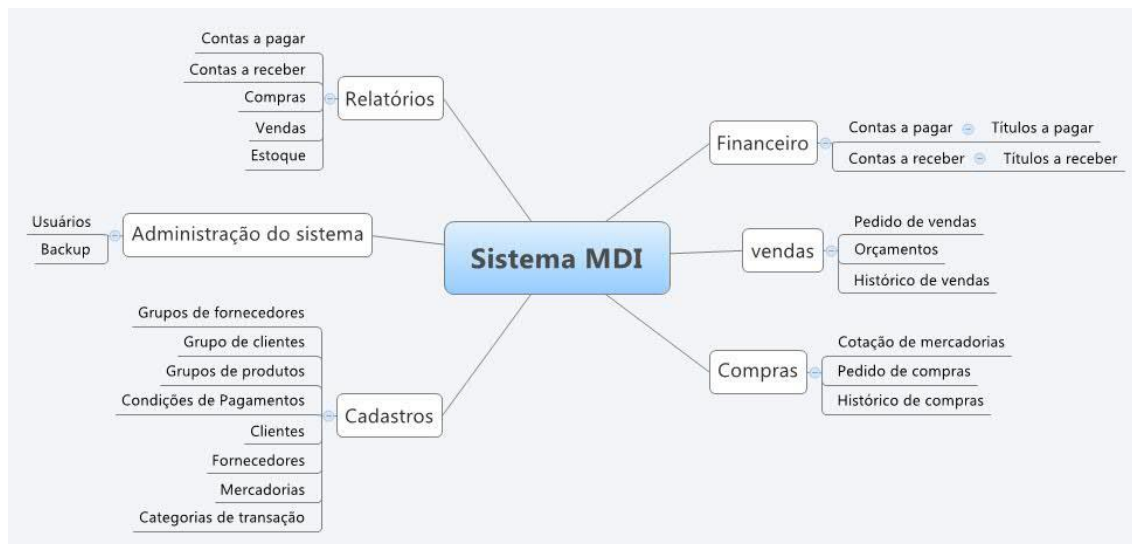 Sistema MDI
Relatórios
Contas a pagar
Contas a receber
Compras
Vendas
Estoque
Administração do sistema
Usuários
Backup
Cadastros
Grupos de fornecedores
Grupo de clientes
Grupos de produtos
Condições de Pagamentos
Clientes
Fornecedores
Mercadorias
Categorias de transação
Financeiro
Contas a pagar
Títulos a pagar
Contas a receber
Títulos a receber
vendas
Pedido de vendas
Orçamentos
Histórico de vendas
Compras
Cotação de mercadorias
Pedido de compras
Histórico de compras